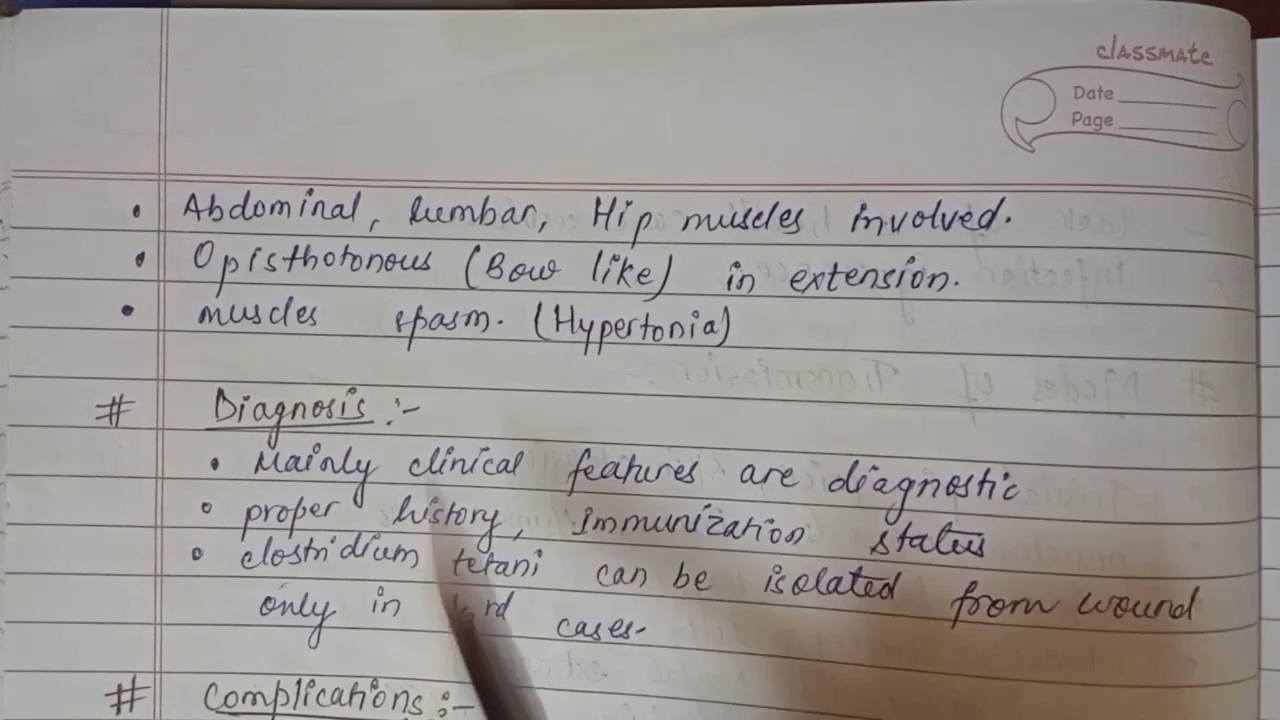 classmate
Date
Page
• Abdominal, Lumbar, Hip muscles involved.
• Opisthotonous (Bow like) in extension.
• muscles spasm. (Hypertonia)
# Diagnosis :-
• Mainly clinical features are diagnostic
• proper history, immunization status
• clostridium tetani can be isolated from wound
only in rd cases.
# Complications :-